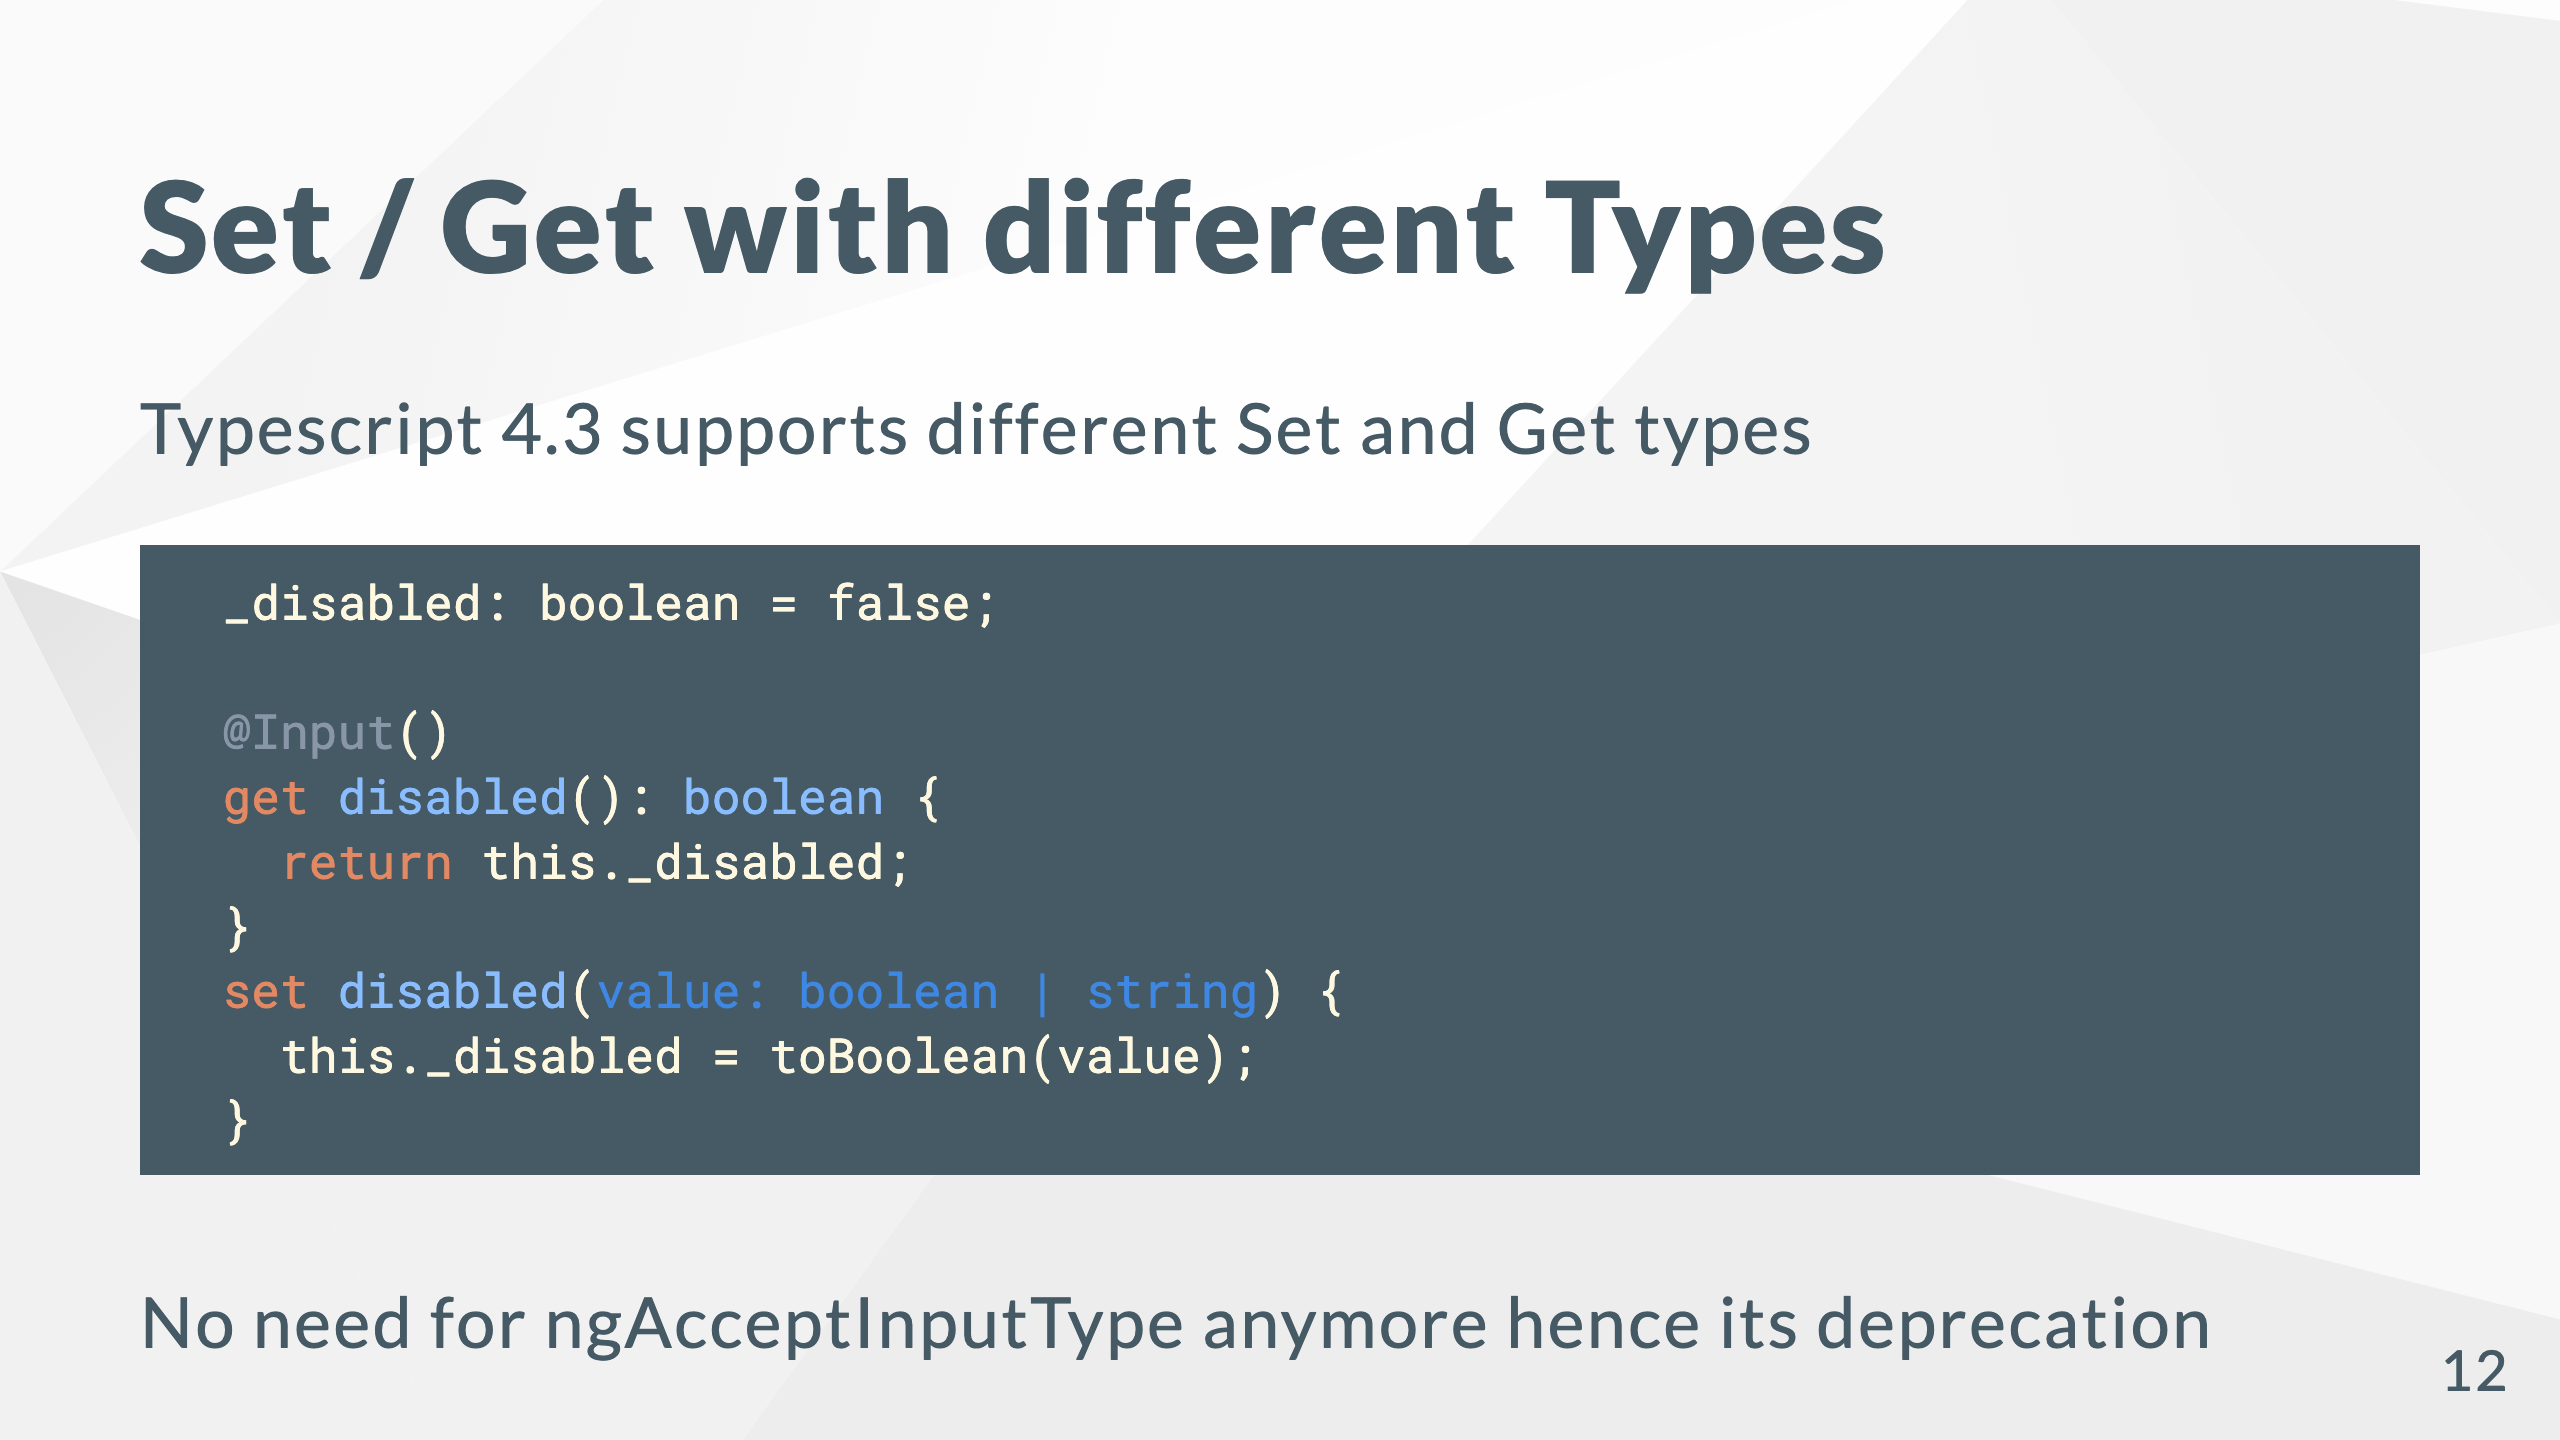 Set / Get with different Types
Typescript 4.3 supports different Set and Get types
_disabled: boolean = false;
@Input()
get disabled(): boolean {
  return this._disabled;
}
set disabled(value: boolean | string) {
  this._disabled = toBoolean(value);
}
No need for ngAcceptInputType anymore hence its deprecation
12